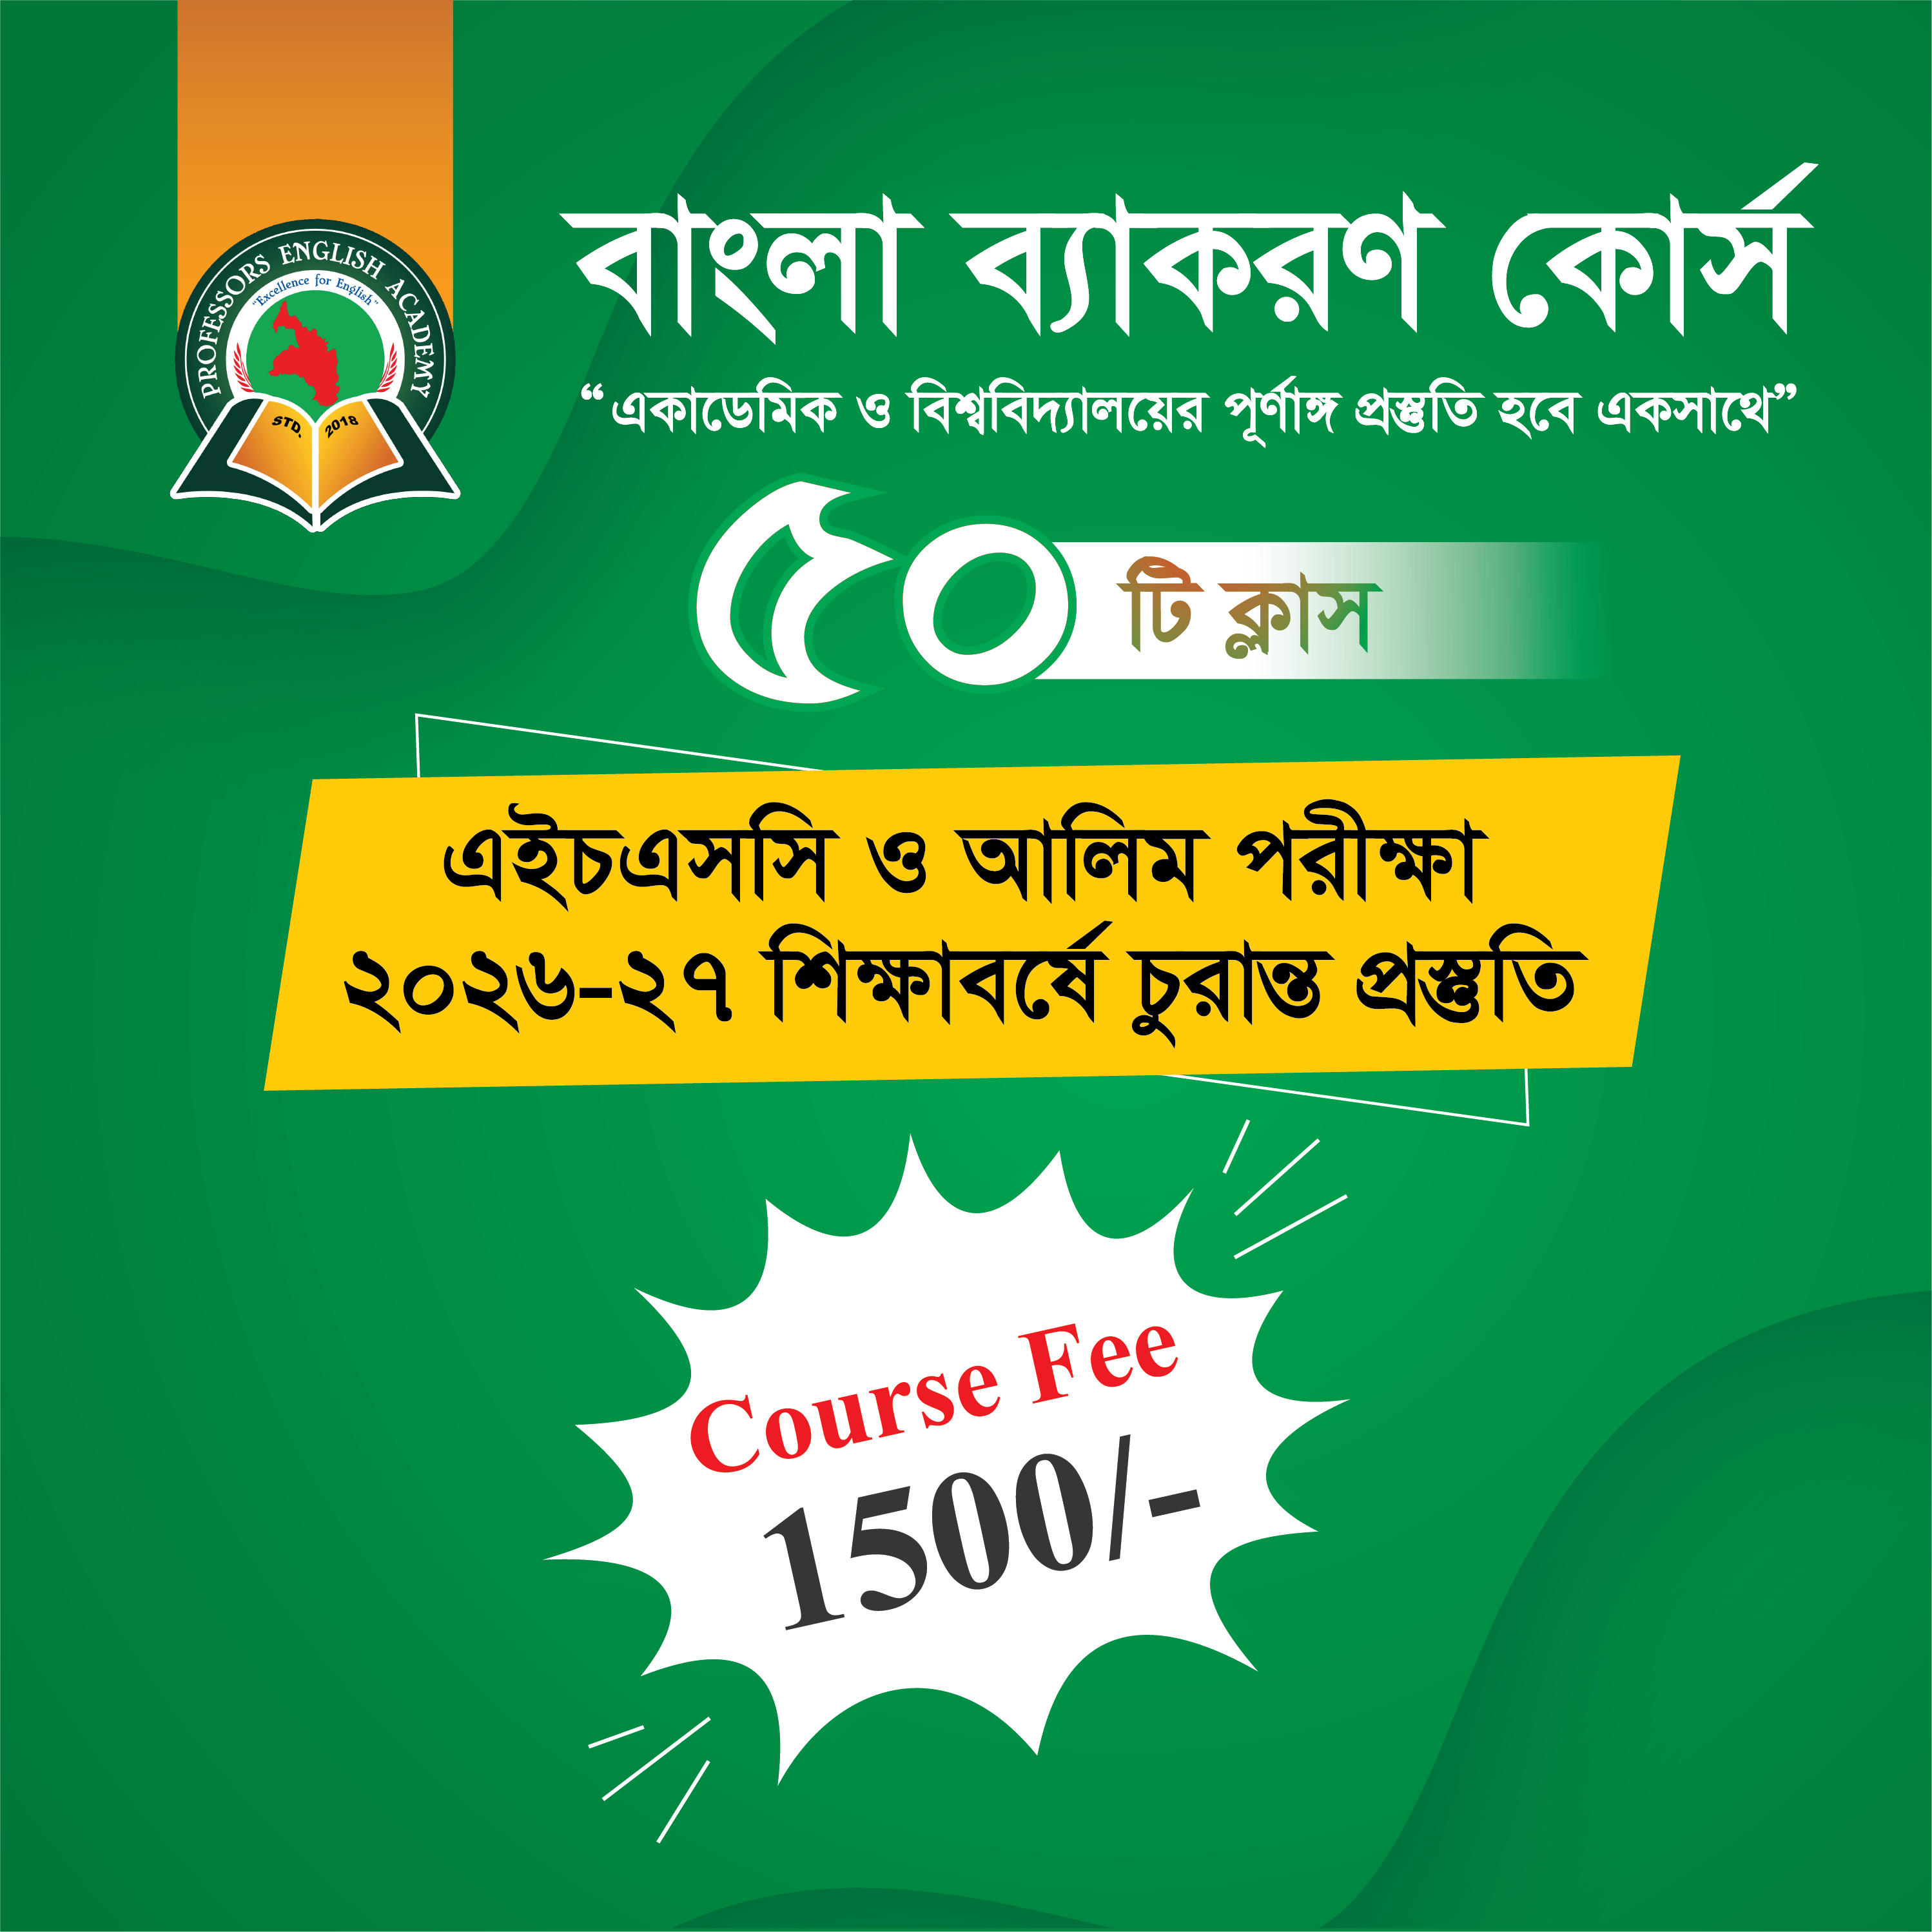 PROFESSORS ENGLISH ACADEMY
"Excellence for English"
STD. 2018
বাংলা ব্যাকরণ কোর্স
“একাডেমিক ও বিশ্ববিদ্যালয়ের পূর্ণাঙ্গ প্রস্তুতি হবে একসাথে”
৫০ টি ক্লাস
এইচএসসি ও আলিম পরীক্ষা
২০২৬-২৭ শিক্ষাবর্ষে চুরান্ত প্রস্তুতি
Course Fee
1500/-